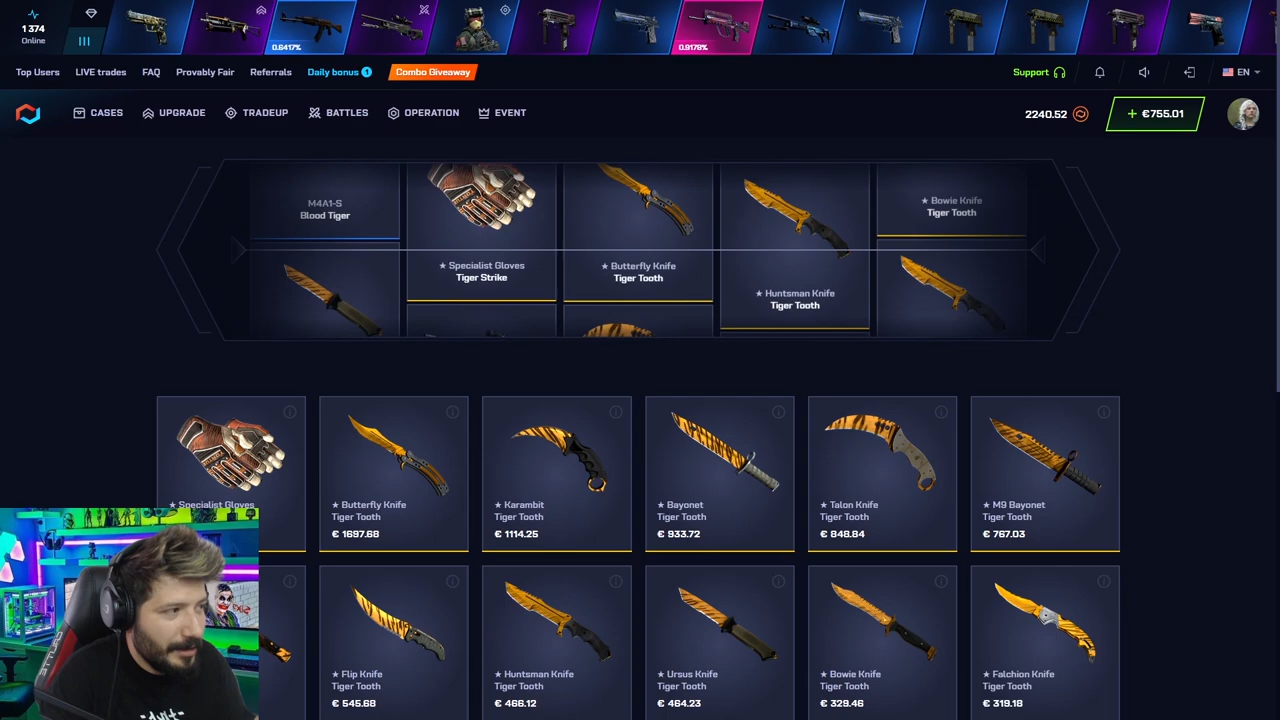 1 374
Online
0.6417%
0.9178%
Top Users
LIVE trades
FAQ
Provably Fair
Referrals
Daily bonus 1
Combo Giveaway
Support
EN
CASES
UPGRADE
TRADEUP
BATTLES
OPERATION
EVENT
2240.52
+ €755.01
M4A1-S
Blood Tiger
★ Specialist Gloves
Tiger Strike
★ Butterfly Knife
Tiger Tooth
★ Huntsman Knife
Tiger Tooth
★ Bowie Knife
Tiger Tooth
★ Specialist Gloves
★ Butterfly Knife
Tiger Tooth
€ 1697.68
★ Karambit
Tiger Tooth
€ 1114.25
★ Bayonet
Tiger Tooth
€ 933.72
★ Talon Knife
Tiger Tooth
€ 848.84
★ M9 Bayonet
Tiger Tooth
€ 767.03
★ Flip Knife
Tiger Tooth
€ 545.68
★ Huntsman Knife
Tiger Tooth
€ 466.12
★ Ursus Knife
Tiger Tooth
€ 464.23
★ Bowie Knife
Tiger Tooth
€ 329.46
★ Falchion Knife
Tiger Tooth
€ 319.18